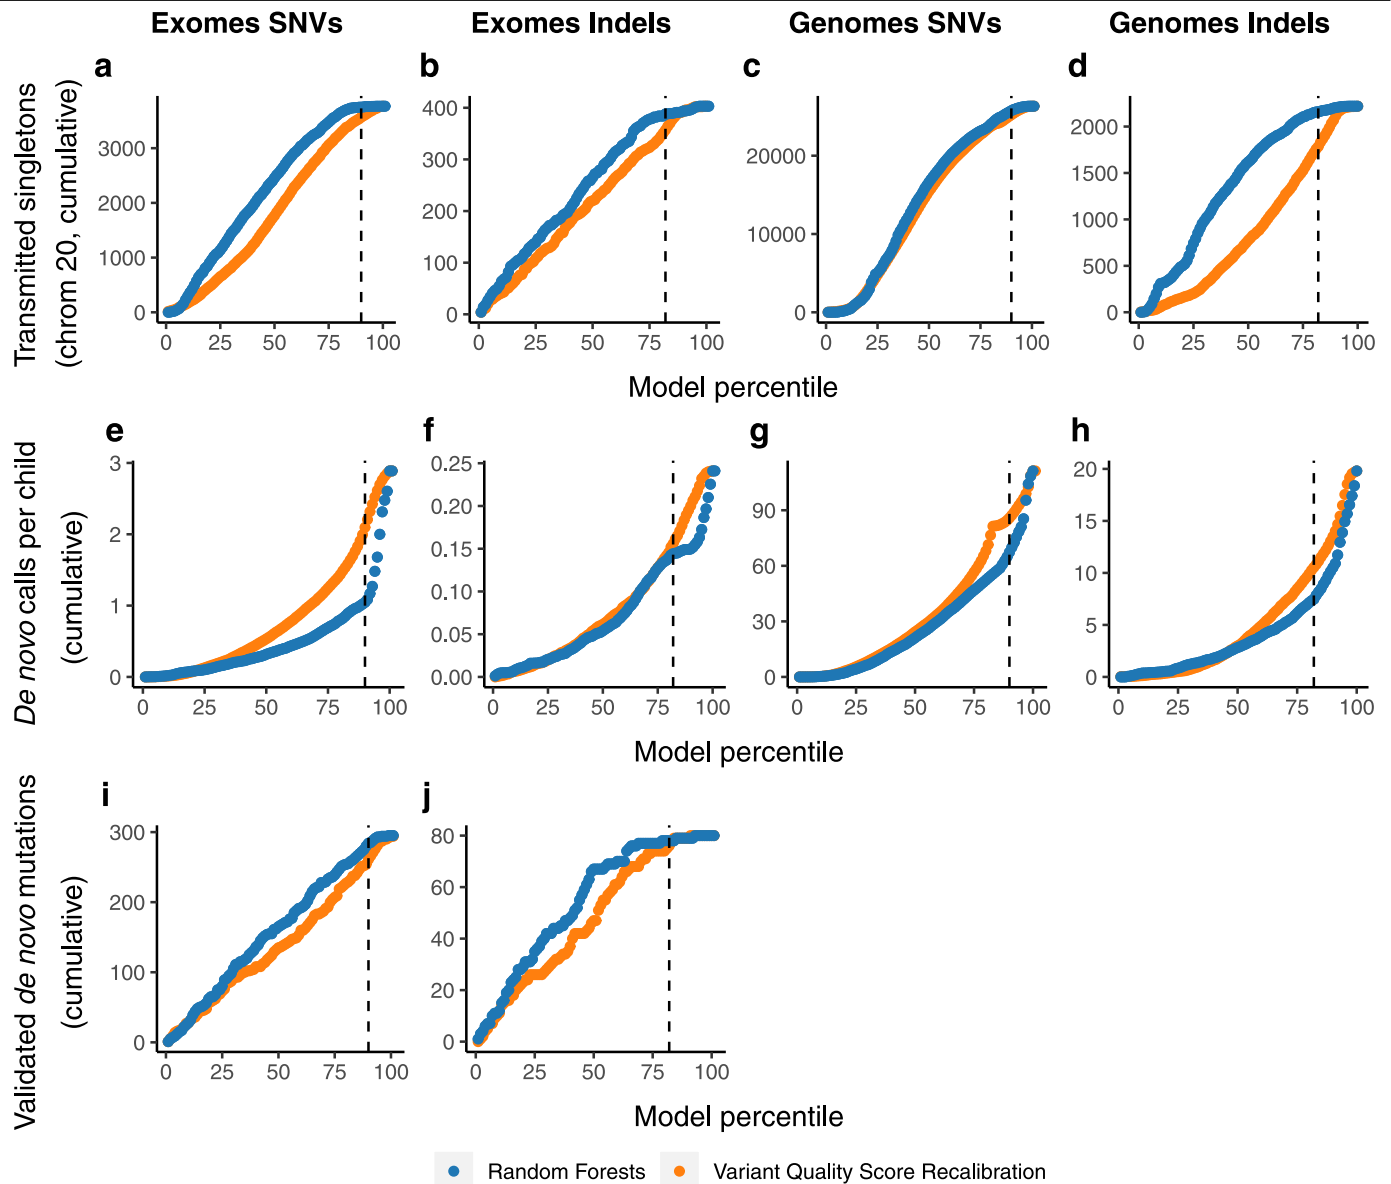 Exomes SNVs Exomes Indels Genomes SNVs Genomes Indels
a b c d
Transmitted singletons
(chrom 20, cumulative)
3000
2000
1000
0
0 25 50 75 100
400
300
200
100
0
0 25 50 75 100
20000
10000
0
0 25 50 75 100
2000
1500
1000
500
0
0 25 50 75 100
Model percentile
e f g h
De novo calls per child
(cumulative)
3
2
1
0
0 25 50 75 100
0.25
0.20
0.15
0.10
0.05
0.00
0 25 50 75 100
90
60
30
0
0 25 50 75 100
20
15
10
5
0
0 25 50 75 100
Model percentile
i j
Validated de novo mutations
(cumulative)
300
200
100
0
0 25 50 75 100
80
60
40
20
0
0 25 50 75 100
Model percentile
Random Forests Variant Quality Score Recalibration